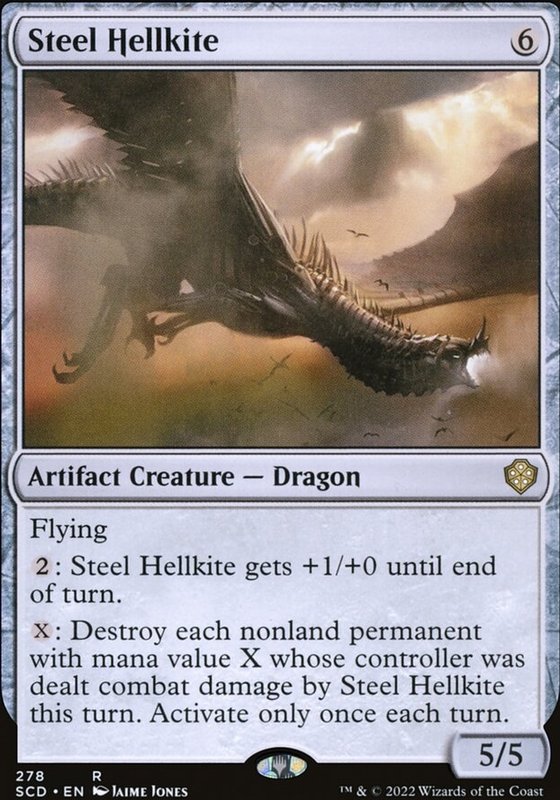 Steel Hellkite 6
Artifact Creature — Dragon
Flying
2: Steel Hellkite gets +1/+0 until end
of turn.
X: Destroy each nonland permanent
with mana value X whose controller was
dealt combat damage by Steel Hellkite
this turn. Activate only once each turn.
5/5
278 R
SCD • EN Jaime Jones
™ & © 2022 Wizards of the Coast